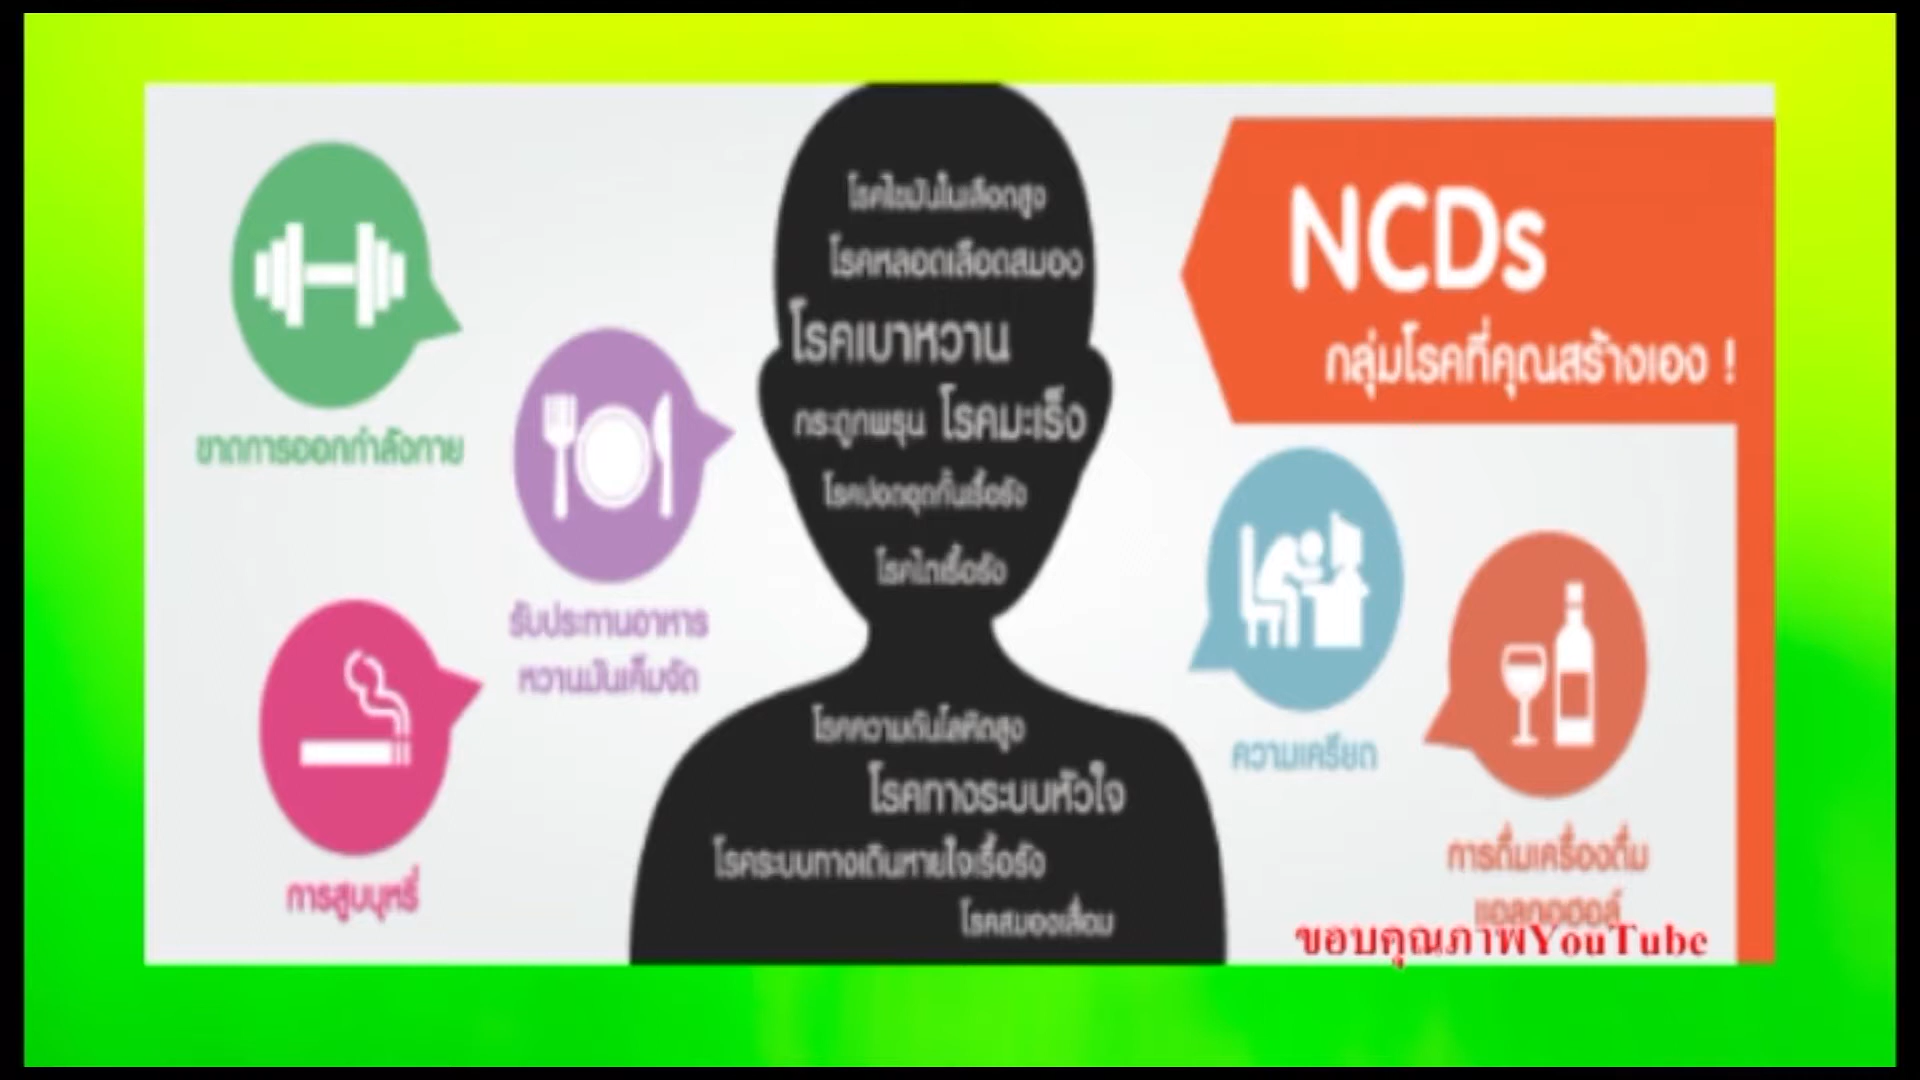 NCDs
กลุ่มโรคที่คุณสร้างเอง !
ขาดการออกกำลังกาย
รับประทานอาหาร
หวานมันเค็มจัด
การสูบบุหรี่
โรคไขมันในเลือดสูง
โรคหลอดเลือดสมอง
โรคเบาหวาน
กระดูกพรุน โรคมะเร็ง
โรคปอดอุดกั้นเรื้อรัง
โรคไตเรื้อรัง
โรคความดันโลหิตสูง
โรคทางระบบหัวใจ
โรคระบบทางเดินหายใจเรื้อรัง
โรคสมองเสื่อม
ความเครียด
การดื่มเครื่องดื่ม
แอลกอฮอล์
ขอบคุณภาพYouTube